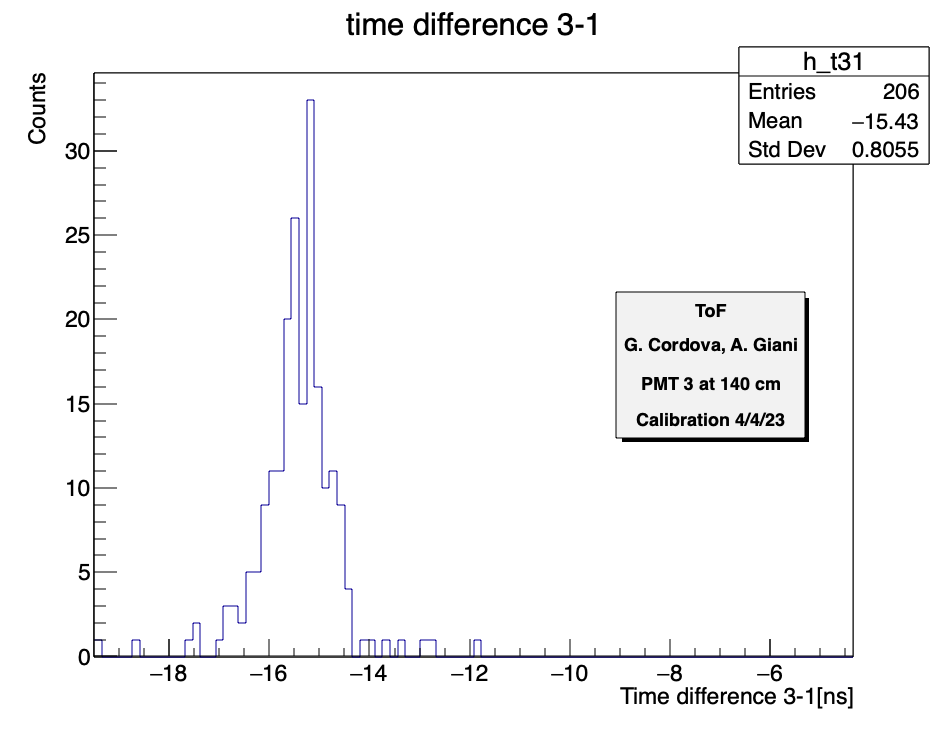 time difference 3-1
h_t31
Entries 206
Mean −15.43
Std Dev 0.8055
Counts
30
25
20
15
10
5
0
ToF
G. Cordova, A. Giani
PMT 3 at 140 cm
Calibration 4/4/23
−18 −16 −14 −12 −10 −8 −6
Time difference 3-1[ns]